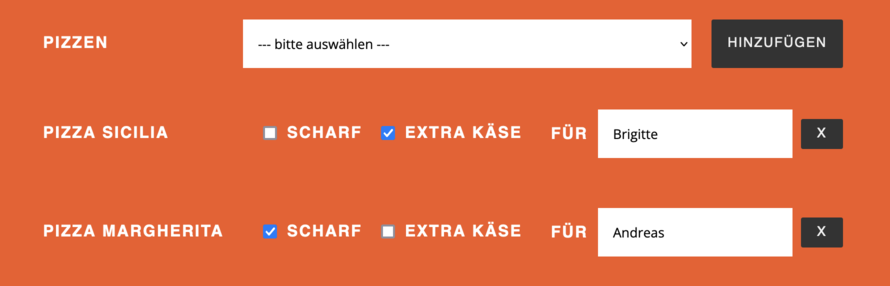 PIZZEN --- bitte auswählen --- HINZUFÜGEN
PIZZA SICILIA SCHARF EXTRA KÄSE FÜR Brigitte X
PIZZA MARGHERITA SCHARF EXTRA KÄSE FÜR Andreas X